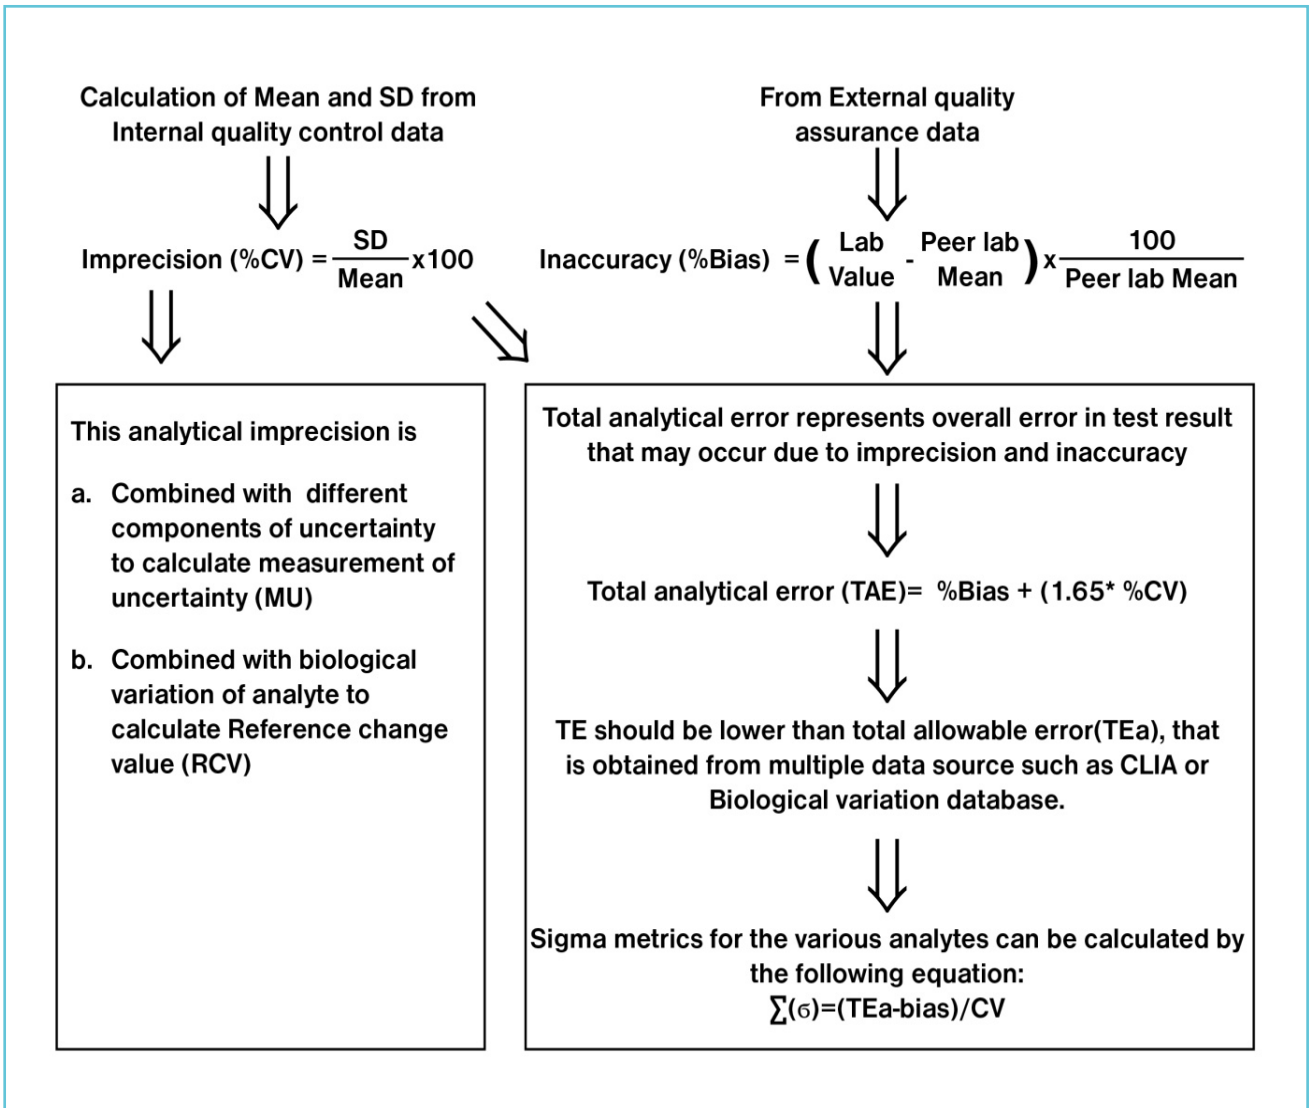 Calculation of Mean and SD from
Internal quality control data
Imprecision (%CV) = SD/Mean x100
From External quality
assurance data
Inaccuracy (%Bias) = (Lab Value - Peer lab Mean) x 100/Peer lab Mean
This analytical imprecision is
a. Combined with different
components of uncertainty
to calculate measurement of
uncertainty (MU)
b. Combined with biological
variation of analyte to
calculate Reference change
value (RCV)
Total analytical error represents overall error in test result
that may occur due to imprecision and inaccuracy
Total analytical error (TAE)= %Bias + (1.65* %CV)
TE should be lower than total allowable error(TEa), that
is obtained from multiple data source such as CLIA or
Biological variation database.
Sigma metrics for the various analytes can be calculated by
the following equation:
∑(σ)=(TEa-bias)/CV